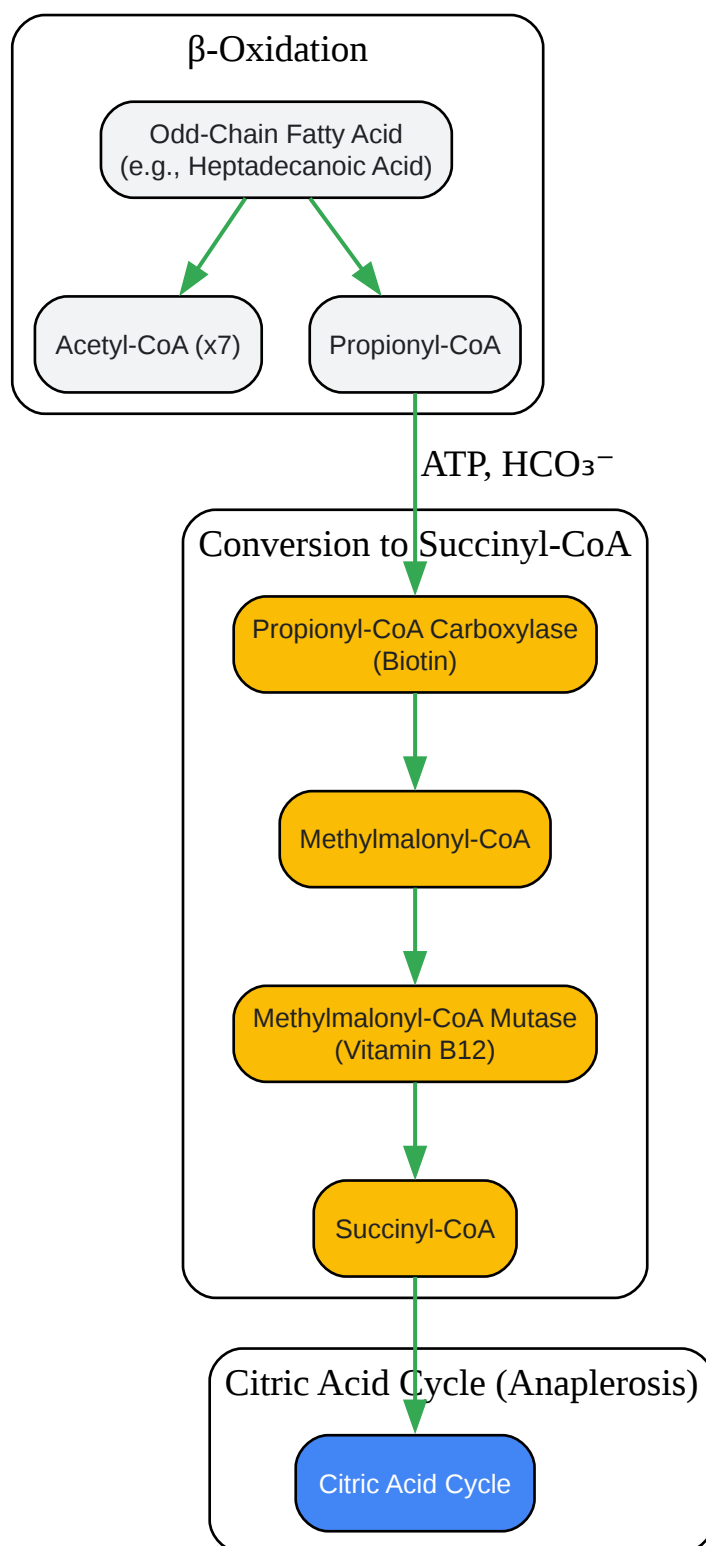 β-Oxidation
Odd-Chain Fatty Acid
(e.g., Heptadecanoic Acid)
Acetyl-CoA (x7)
Propionyl-CoA
ATP, HCO₃⁻
Conversion to Succinyl-CoA
Propionyl-CoA Carboxylase
(Biotin)
Methylmalonyl-CoA
Methylmalonyl-CoA Mutase
(Vitamin B12)
Succinyl-CoA
Citric Acid Cycle (Anaplerosis)
Citric Acid Cycle